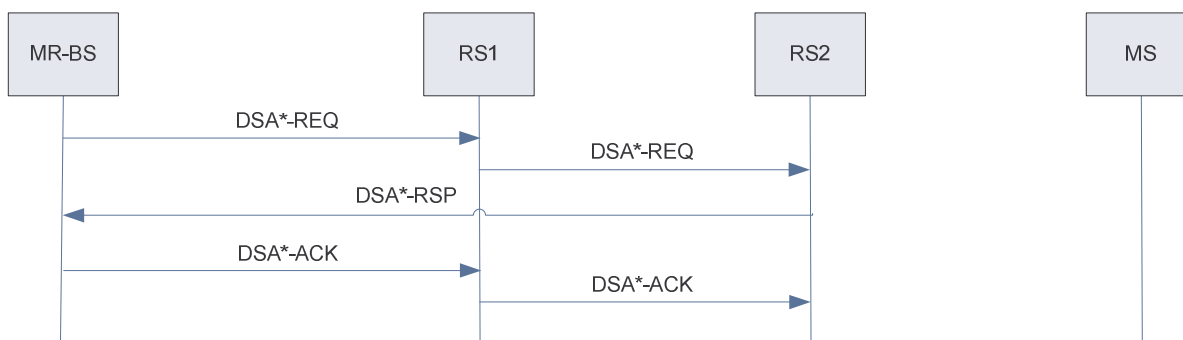 MR-BS
RS1
RS2
MS
DSA*-REQ
DSA*-REQ
DSA*-RSP
DSA*-ACK
DSA*-ACK